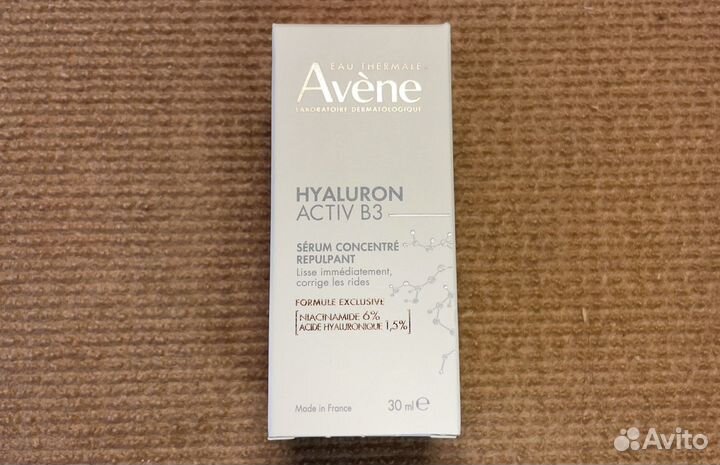 EAU THERMALE
Avène
LABORATOIRE DERMATOLOGIQUE
HYALURON
ACTIV B3
SÉRUM CONCENTRÉ
REPULPANT
Lisse immédiatement,
corrige les rides
FORMULE EXCLUSIVE
NIACINAMIDE 6%
ACIDE HYALURONIQUE 1,5%
Made in France 30 ml ℮
Avito